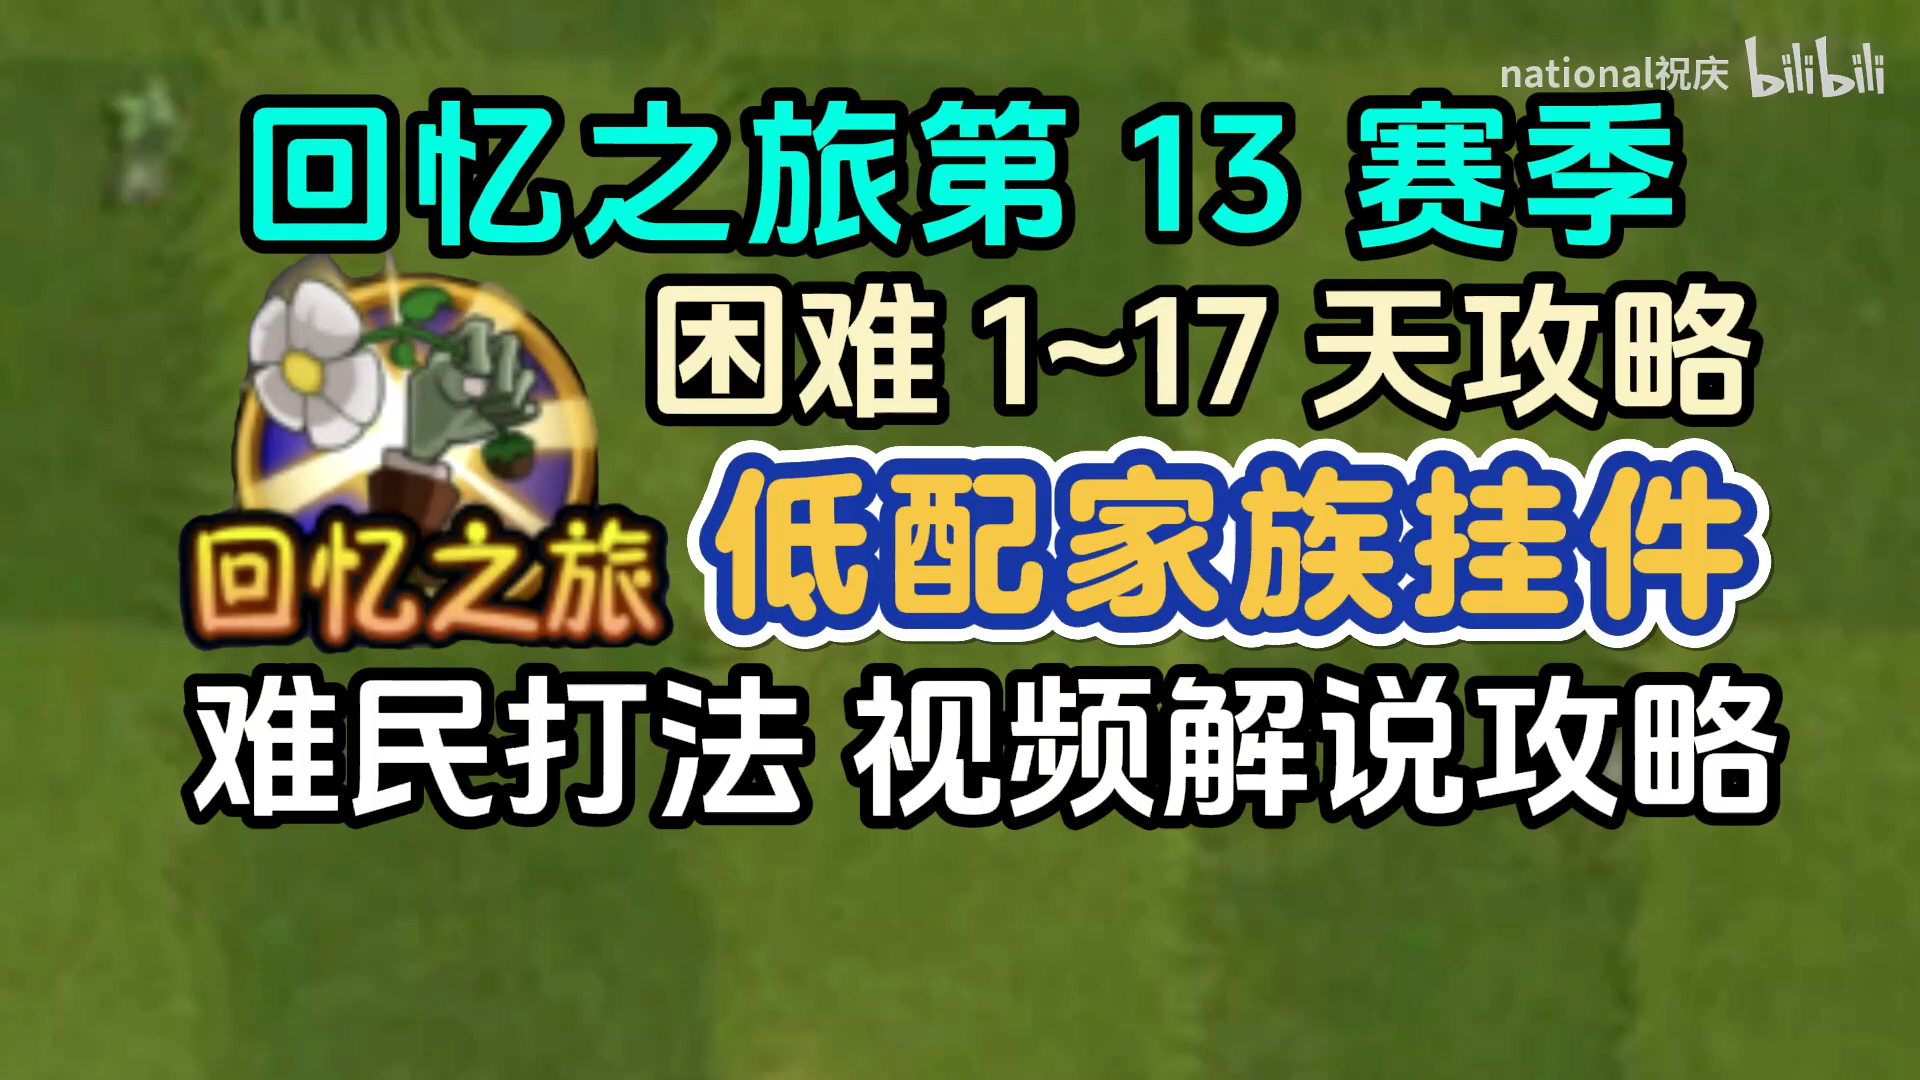 national祝庆 bilibili
回忆之旅第 13 赛季
困难 1~17 天攻略
回忆之旅
低配家族挂件
难民打法 视频解说攻略